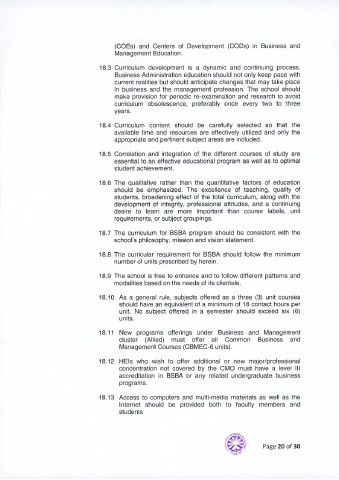 (COEs) and Centers of Development (CODs) in Business and
Management Education.
18.3 Curriculum development is a dynamic and continuing process.
Business Administration education should not only keep pace with
current realities but should anticipate changes that may take place
in business and the management profession. The school should
make provision for periodic re-examination and research to avoid
curriculum obsolescence, preferably once every two to three
years.
18.4 Curriculum content should be carefully selected so that the
available time and resources are effectively utilized and only the
appropriate and pertinent subject areas are included.
18.5 Correlation and integration of the different courses of study are
essential to an effective educational program as well as to optimal
student achievement.
18.6 The qualitative rather than the quantitative factors of education
should be emphasized. The excellence of teaching, quality of
students, broadening effect of the total curriculum, along with the
development of integrity, professional attitudes, and a continuing
desire to learn are more important than course labels, unit
requirements, or subject groupings.
18.7 The curriculum for BSBA program should be consistent with the
school's philosophy, mission and vision statement.
18.8 The curricular requirement for BSBA should follow the minimum
number of units prescribed by herein.
18.9 The school is free to enhance and to follow different patterns and
modalities based on the needs of its clientele.
18.10 As a general rule, subjects offered as a three (3) unit courses
should have an equivalent of a minimum of 18 contact hours per
unit. No subject offered in a semester should exceed six (6)
units.
18.11 New programs offerings under Business and Management
cluster (Allied) must offer all Common Business and
Management Courses (CBMEC-6 units).
18.12 HEIs who wish to offer additional or new major/professional
concentration not covered by the CMO must have a level III
accreditation in BSBA or any related undergraduate business
programs.
18.13 Access to computers and multi-media materials as well as the
Internet should be provided both to faculty members and
students
Page 20 of 30